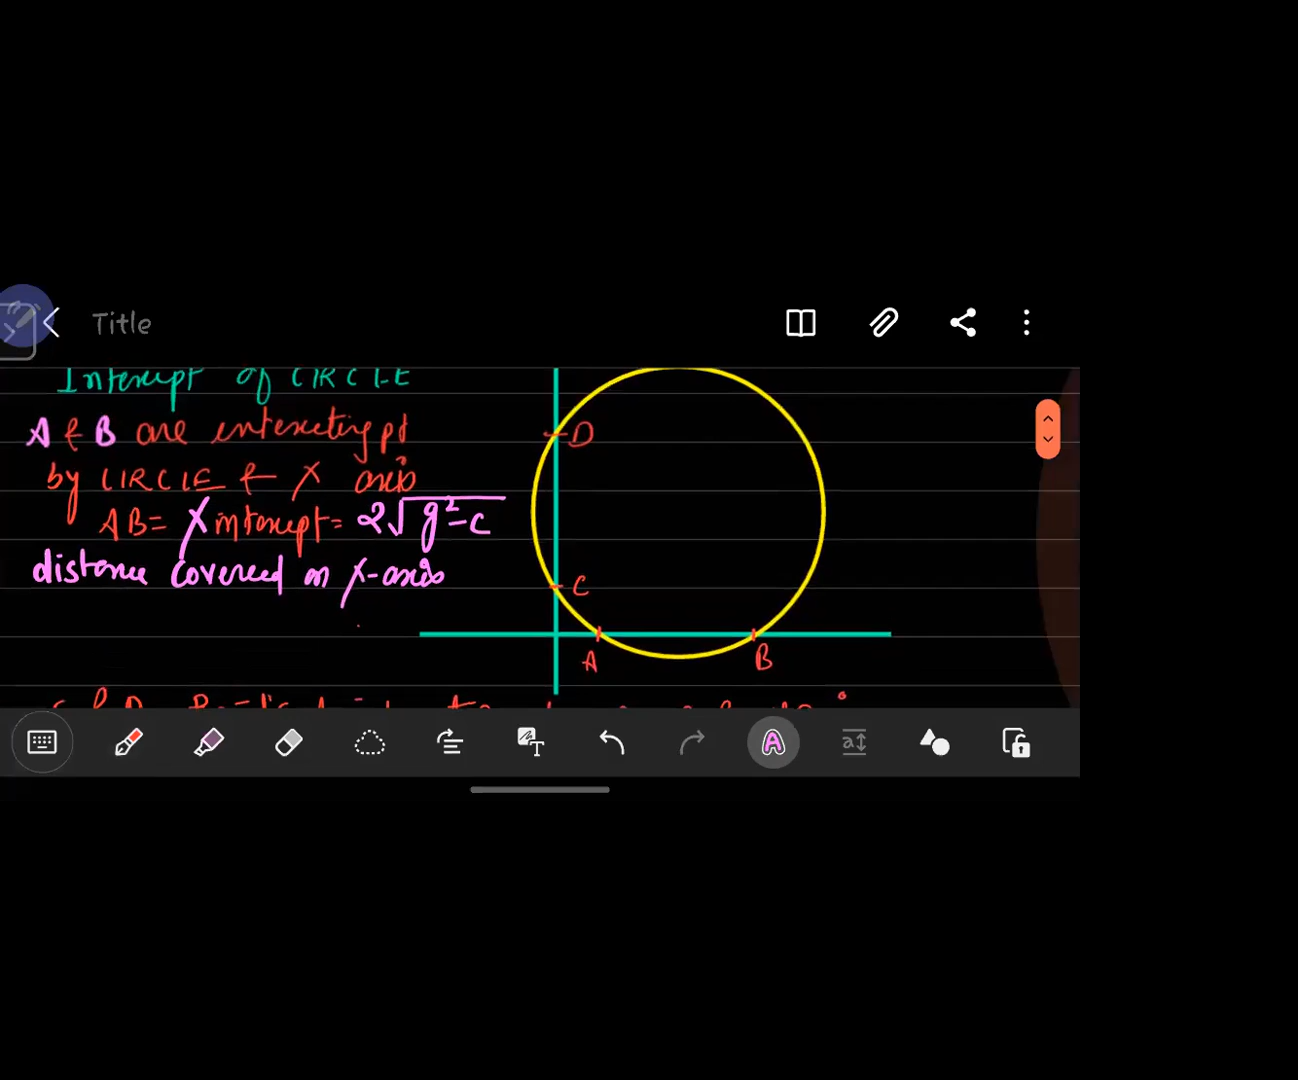 Title
Intercept of CIRCLE
A & B are intersecting pt
by CIRCLE & X axis
AB = X intercept = 2√g²-c
distance covered on x-axis
D
C
A
B